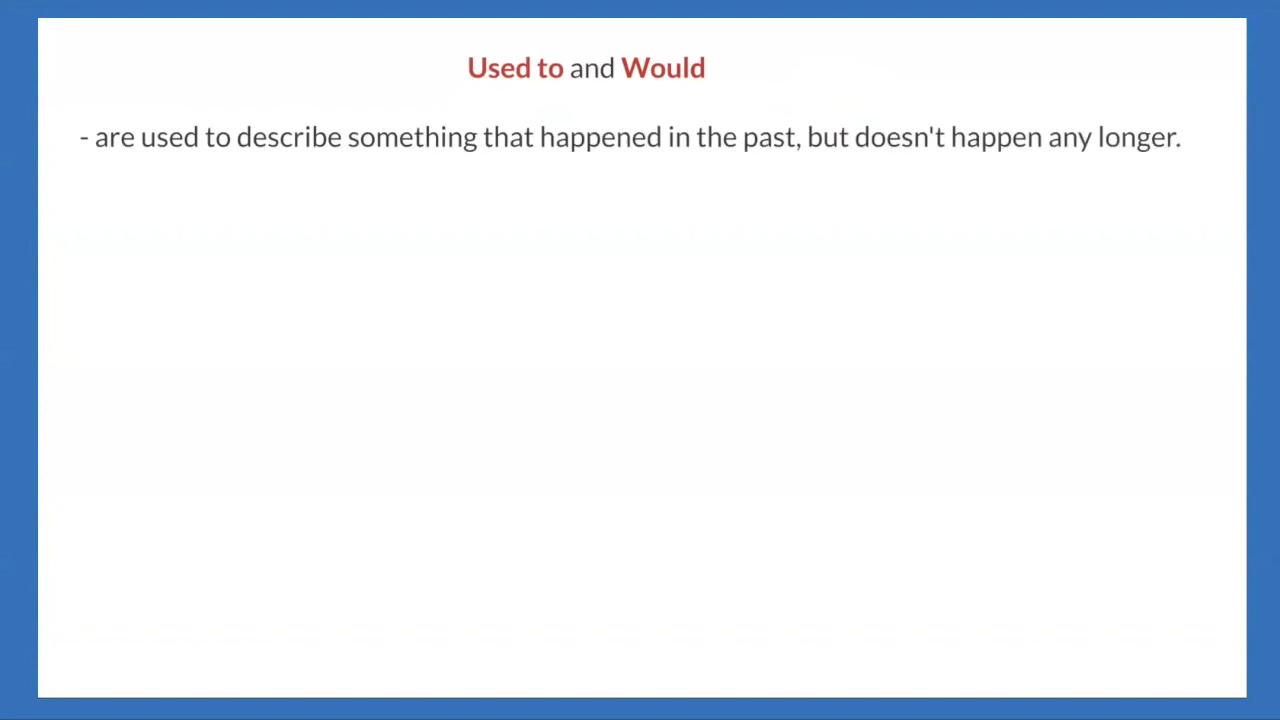 Used to and Would
- are used to describe something that happened in the past, but doesn't happen any longer.